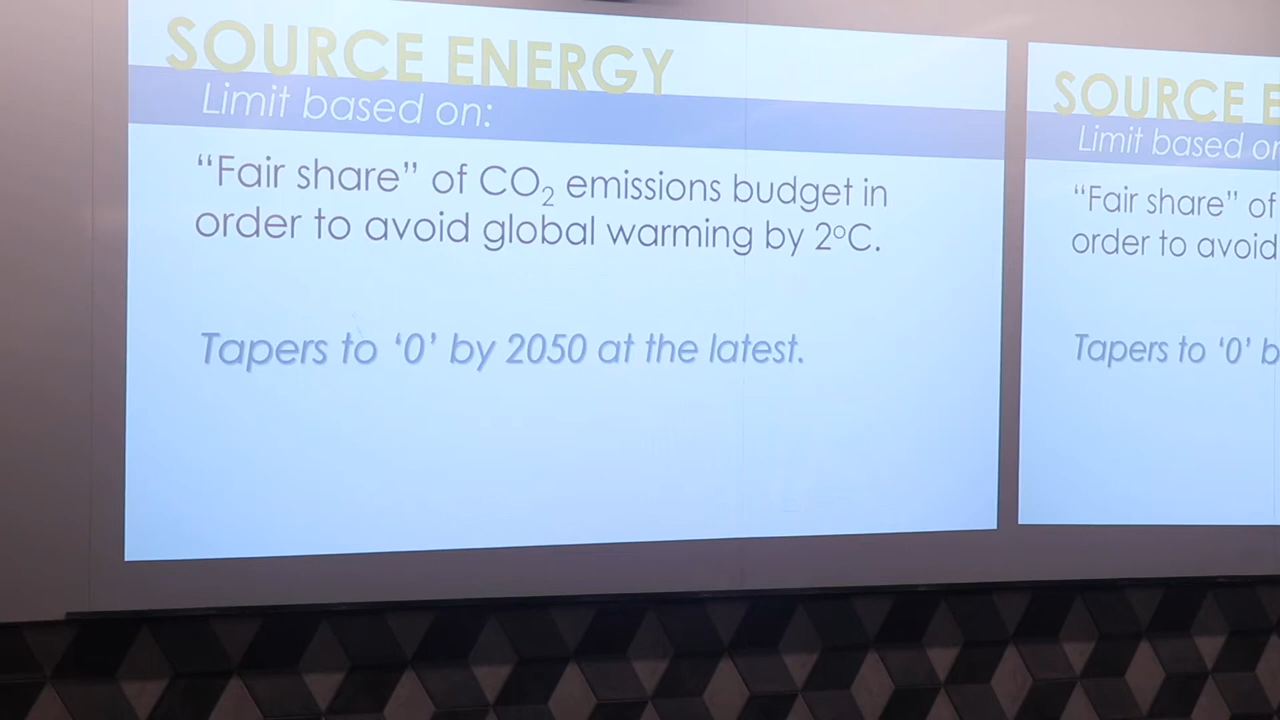 SOURCE ENERGY
Limit based on:
“Fair share” of CO₂ emissions budget in
order to avoid global warming by 2°C.
Tapers to ‘0’ by 2050 at the latest.
SOURCE E
Limit based or
“Fair share” of
order to avoid
Tapers to ‘0’ b